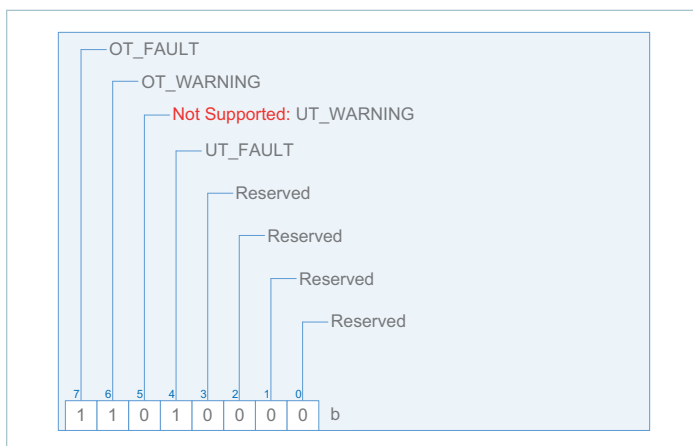 OT_FAULT
OT_WARNING
Not Supported: UT_WARNING
UT_FAULT
Reserved
Reserved
Reserved
Reserved
7 6 5 4 3 2 1 0
1 1 0 1 0 0 0 0 b